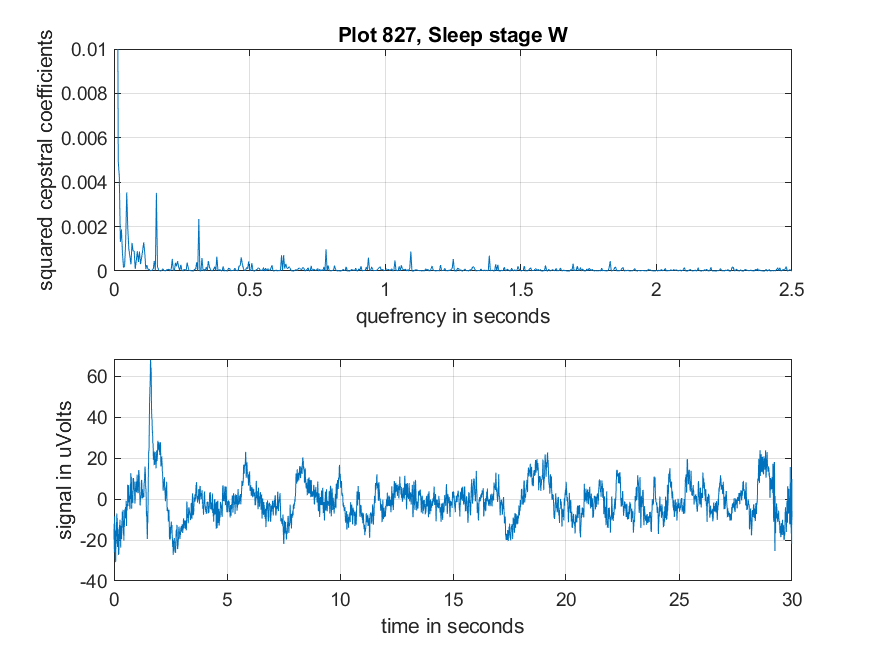 Plot 827, Sleep stage W
squared cepstral coefficients
0.01
0.008
0.006
0.004
0.002
0
0 0.5 1 1.5 2 2.5
quefrency in seconds
signal in uVolts
60
40
20
0
-20
-40
0 5 10 15 20 25 30
time in seconds